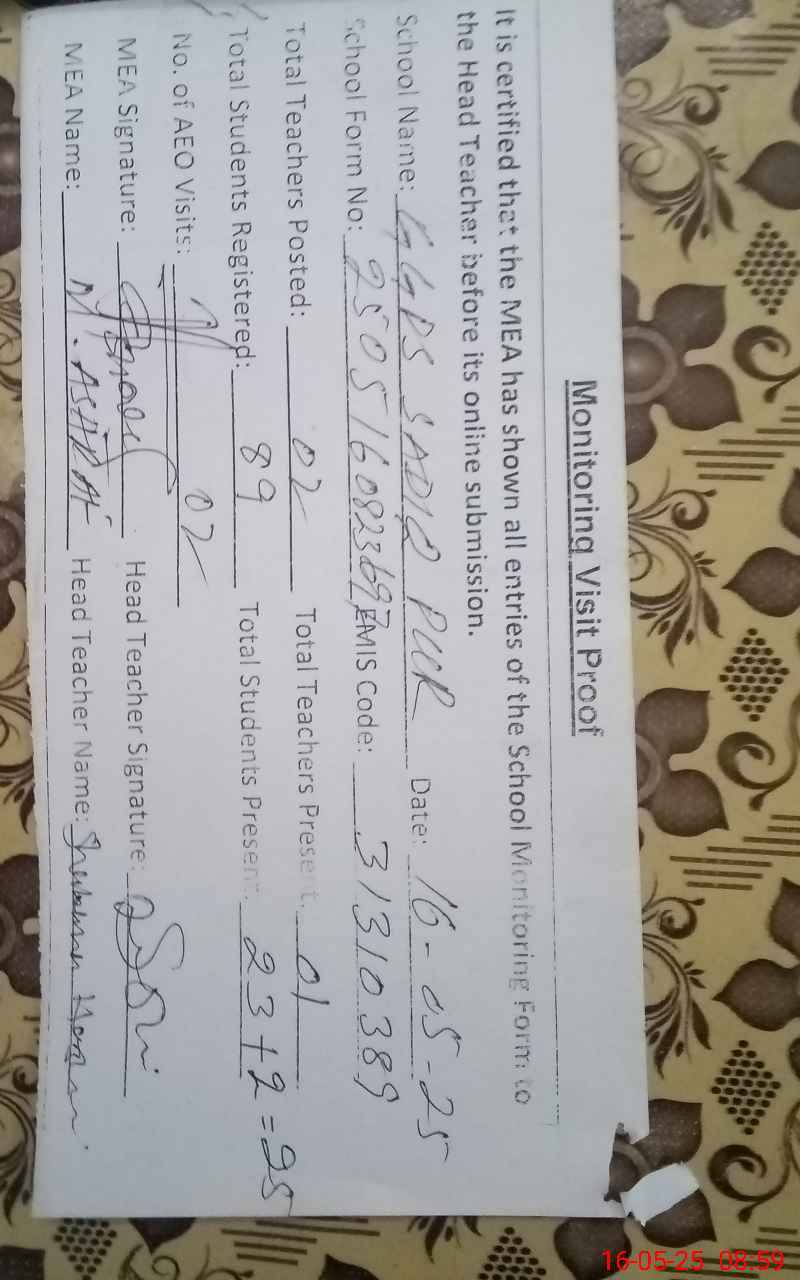 Monitoring Visit Proof
It is certified that the MEA has shown all entries of the School Monitoring Form to
the Head Teacher before its online submission.
School Name: GGPS SADIQ PUR Date: 16-05-25
School Form No: 2505160823697 EMIS Code: 31310389
Total Teachers Posted: 02 Total Teachers Present: 01
Total Students Registered: 89 Total Students Present: 23+2=25
No. of AEO Visits: 02
MEA Signature: Head Teacher Signature:
MEA Name: M. ASHRAF Head Teacher Name:
16-05-25 08:59